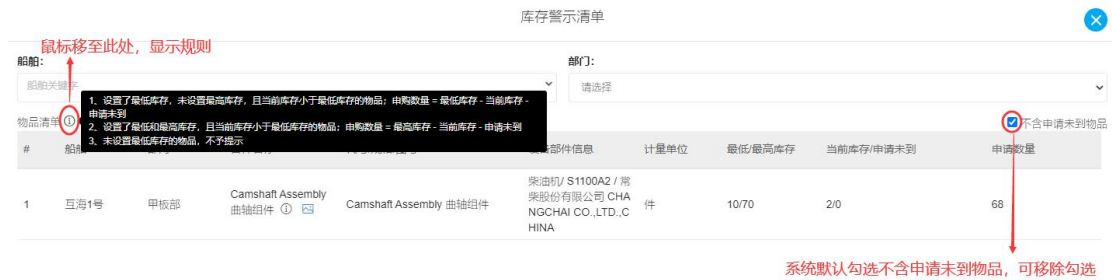 库存警示清单
鼠标移至此处，显示规则
船舶：
部门：
船舶关键字
请选择
1、设置了最低库存，未设置最高库存，且当前库存小于最低库存的物品；申购数量 = 最低库存 - 当前库存 -
申请未到
2、设置了最低和最高库存，且当前库存小于最低库存的物品；申购数量 = 最高库存 - 当前库存 - 申请未到
3、未设置最低库存的物品，不予提示
物品清单
不含申请未到物品
# 船舶 部件信息 计量单位 最低/最高库存 当前库存/申请未到 申请数量
1 互海1号 甲板部 Camshaft Assembly 曲轴组件 Camshaft Assembly 曲轴组件 柴油机/ S1100A2 / 常
柴股份有限公司 CHA
NGCHAI CO.,LTD.,C
HINA 件 10/70 2/0 68
系统默认勾选不含申请未到物品，可移除勾选